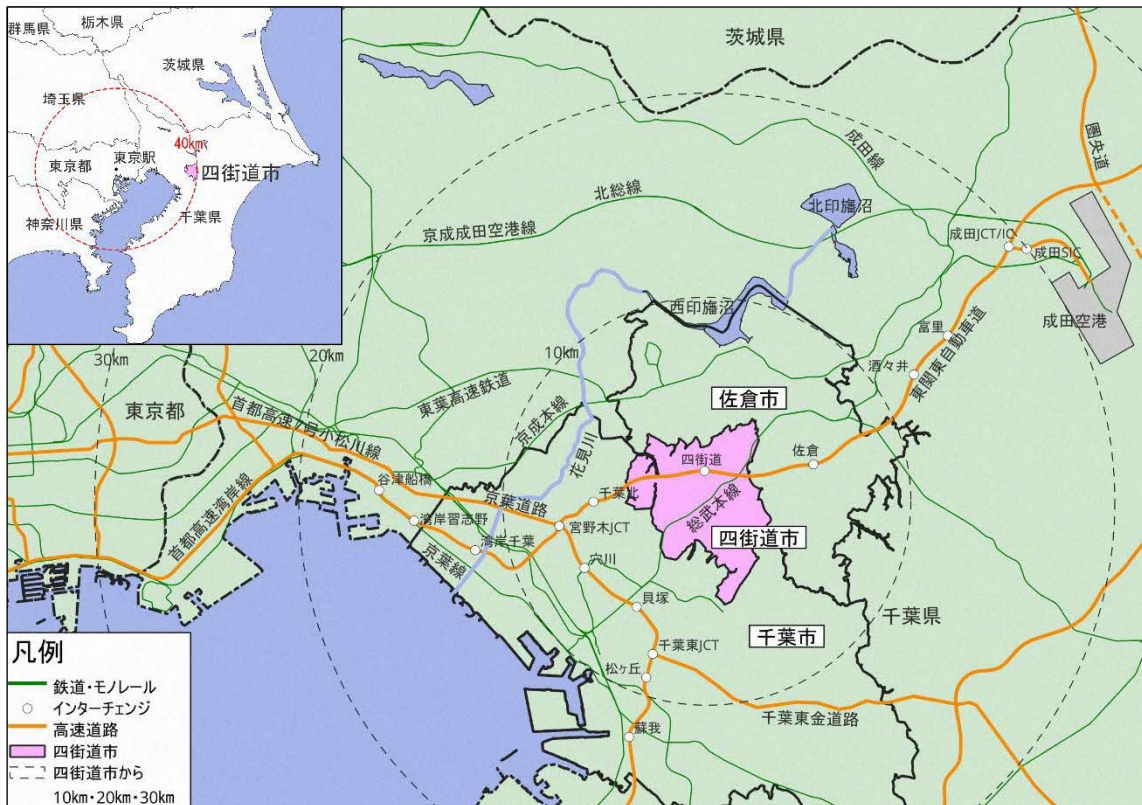 群馬県
栃木県
茨城県
埼玉県
40km
東京都
東京駅
四街道市
神奈川県
千葉県
茨城県
圏央道
成田線
北総線
北印旛沼
京成成田空港線
成田JCT/IC
成田SIC
西印旛沼
成田空港
富里
東関東自動車道
酒々井
30km
20km
10km
東葉高速鉄道
東京都
首都高速7号小松川線
京成本線
佐倉市
花見川
四街道
佐倉
谷津船橋
首都高速湾岸線
京葉道路
千葉北
総武本線
湾岸習志野
宮野木JCT
四街道市
湾岸千葉
京葉線
穴川
貝塚
千葉県
千葉市
千葉東JCT
松ヶ丘
千葉東金道路
蘇我
凡例
鉄道・モノレール
インターチェンジ
高速道路
四街道市
四街道市から
10km・20km・30km